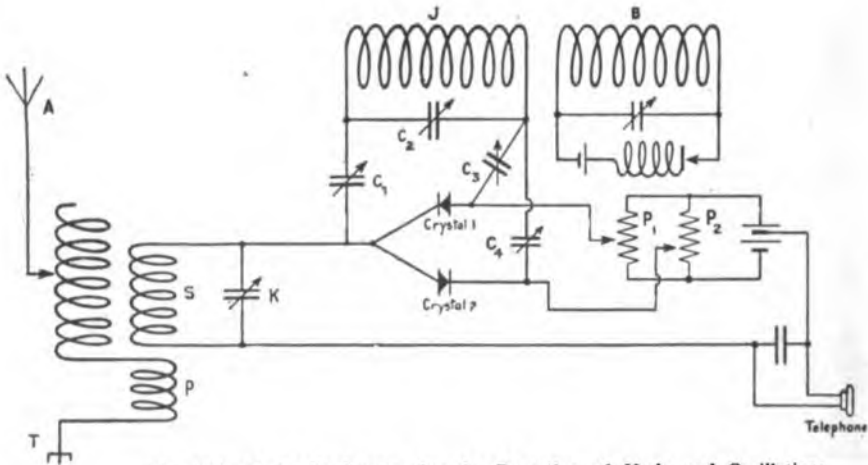 J
B
A
C₂
C₁
C₃
Crystal 1
C₄
P₁
P₂
S
K
Crystal 2
P
T
Telephone